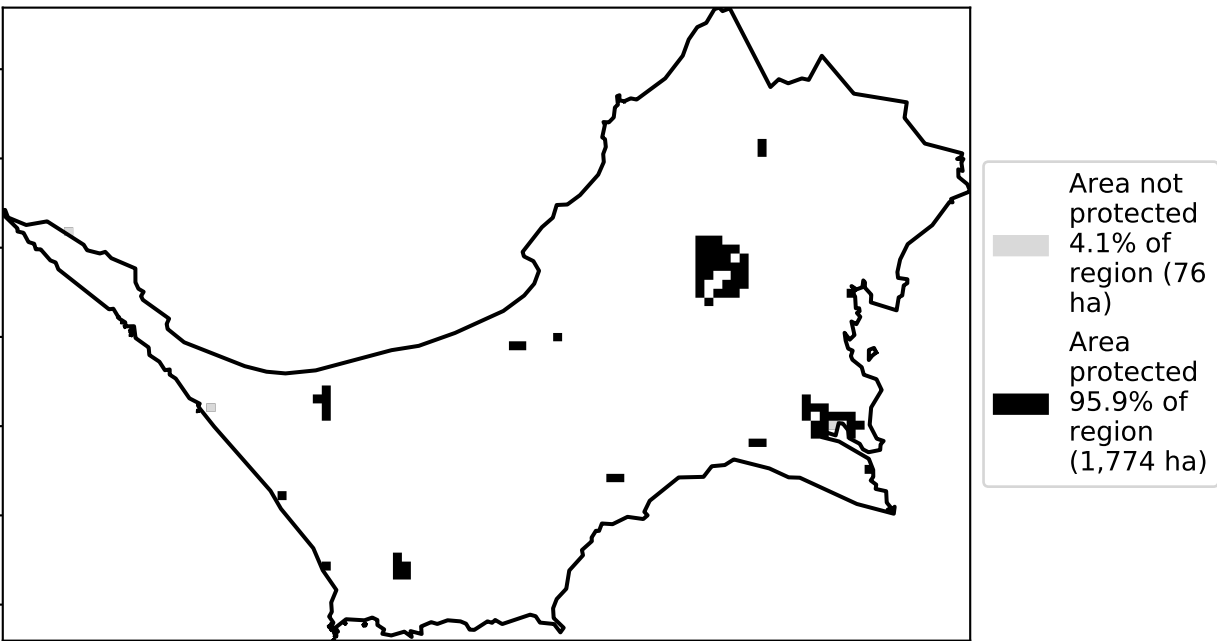 Area not
protected
4.1% of
region (76
ha)
Area
protected
95.9% of
region
(1,774 ha)